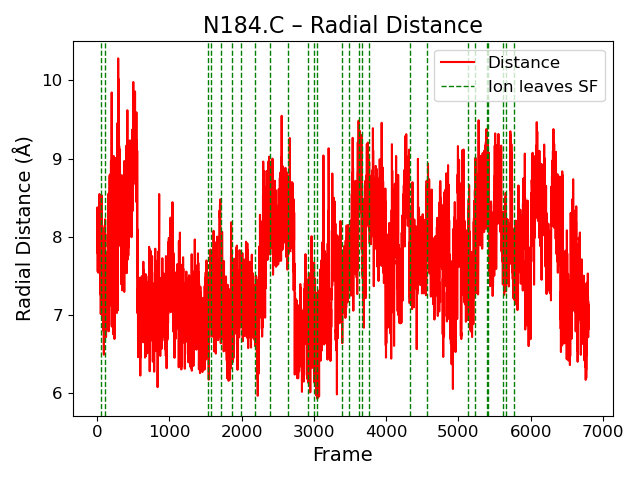 N184.C – Radial Distance
Distance
Ion leaves SF
Radial Distance (Å)
10
9
8
7
6
0 1000 2000 3000 4000 5000 6000 7000
Frame